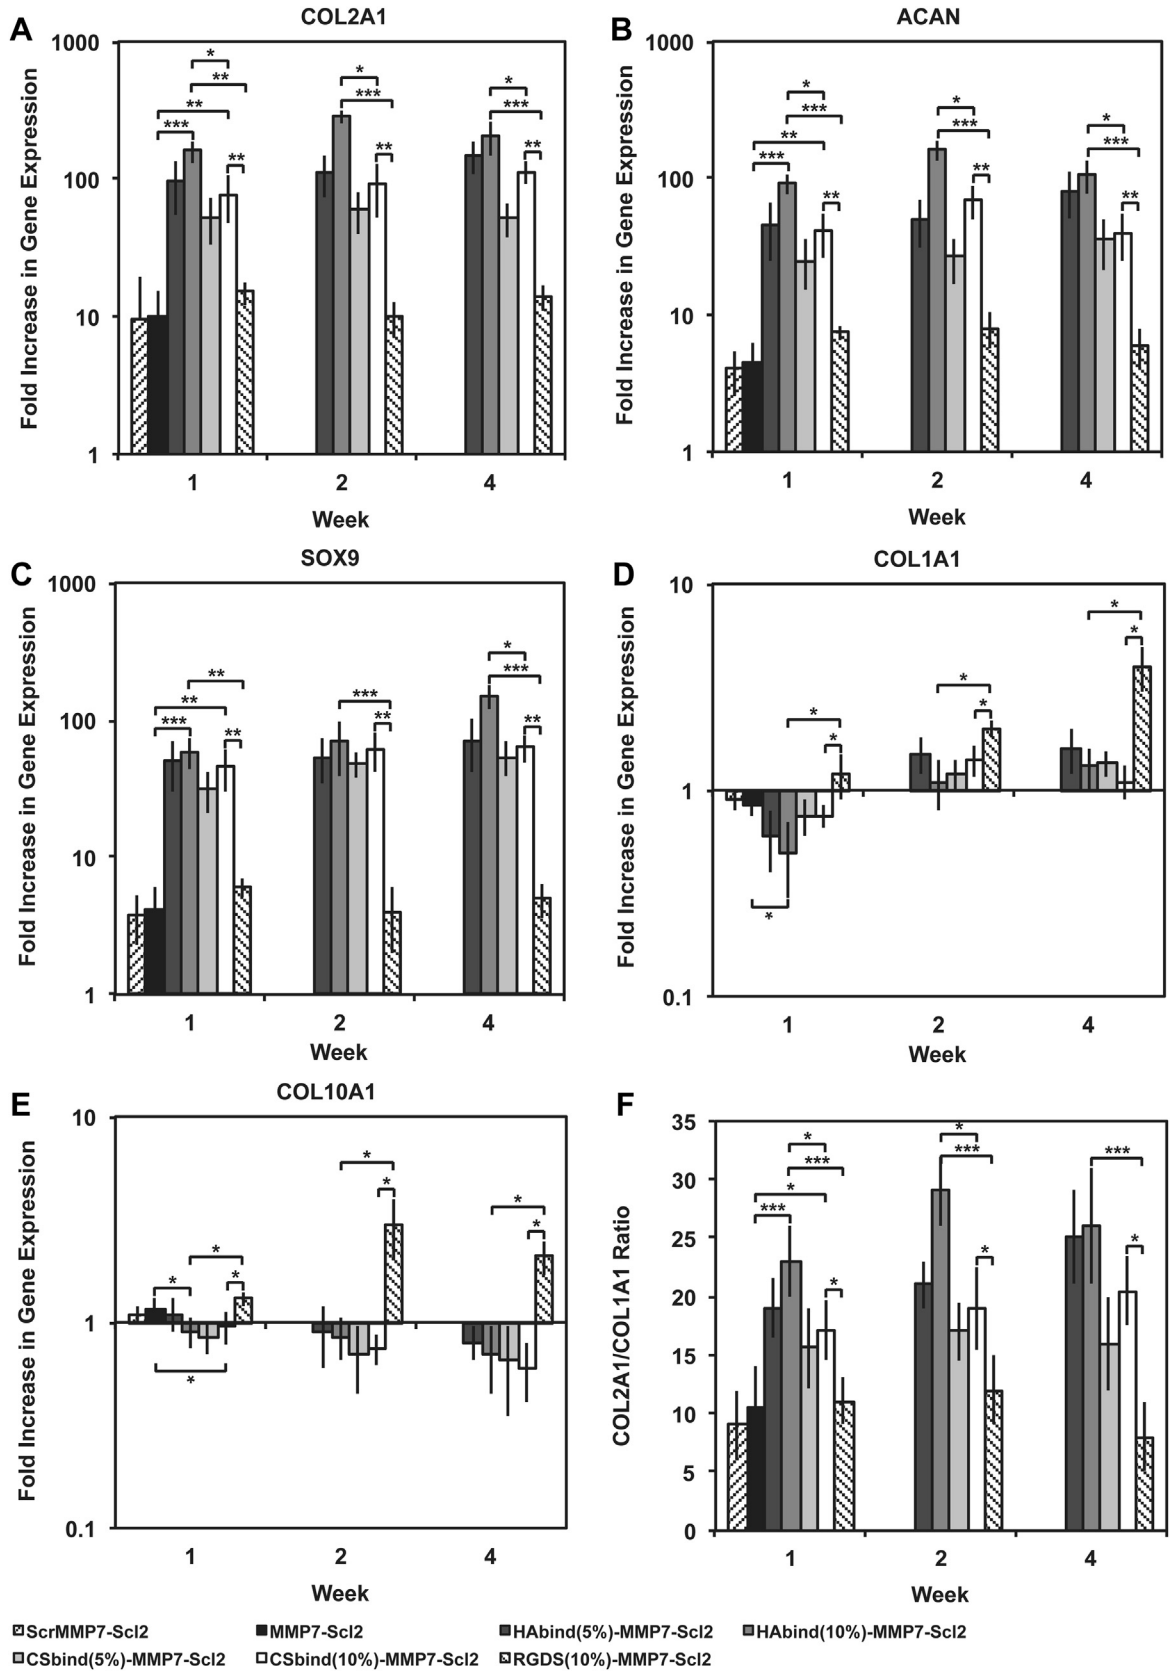 A COL2A1
1000
100
10
1
Fold Increase in Gene Expression
* ** ** *** **
* *** **
* *** **
1 2 4
Week
B ACAN
1000
100
10
1
Fold Increase in Gene Expression
* *** ** *** **
* *** **
* *** **
1 2 4
Week
C SOX9
1000
100
10
1
Fold Increase in Gene Expression
** ** *** **
*** **
* *** **
1 2 4
Week
D COL1A1
10
1
0.1
Fold Increase in Gene Expression
* * *
* *
* *
1 2 4
Week
E COL10A1
10
1
0.1
Fold Increase in Gene Expression
* * * *
* *
* *
1 2 4
Week
F
35
30
25
20
15
10
5
0
COL2A1/COL1A1 Ratio
* *** * *** *
* *** *
*** *
1 2 4
Week
ScrMMP7-Scl2 MMP7-Scl2 HAbind(5%)-MMP7-Scl2 HAbind(10%)-MMP7-Scl2
CSbind(5%)-MMP7-Scl2 CSbind(10%)-MMP7-Scl2 RGDS(10%)-MMP7-Scl2